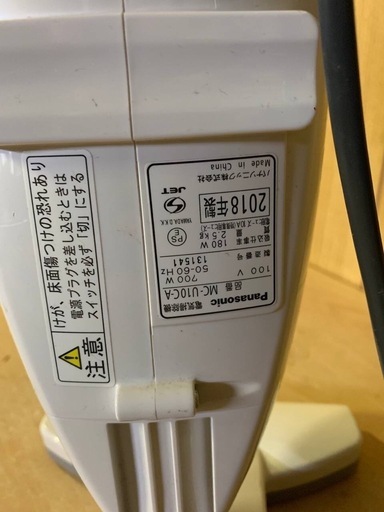 ⚠注意
けが、床面傷つけの恐れあり
電源プラグを差し込むときは
スイッチを必ず「切」にする
Panasonic
電気掃除機
品番 MC-U10C-A
100 V 700 W
50-60 Hz
製造番号 131541
吸込仕事率 180 W
質量 2.5 kg
2018年製
PS
E
JET
パナソニック株式会社
Made in China